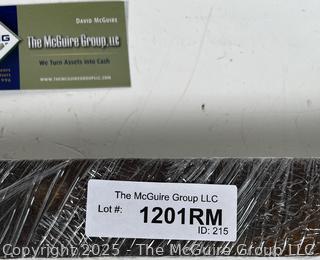 DAVID MCGUIRE
The McGuire Group, LLC
We Turn Assets into Cash
WWW.THEMCGUIREGROUPLLC.COM
The McGuire Group LLC
Lot #: 1201RM
ID: 215
Copyright 2025 - The McGuire Group LLC